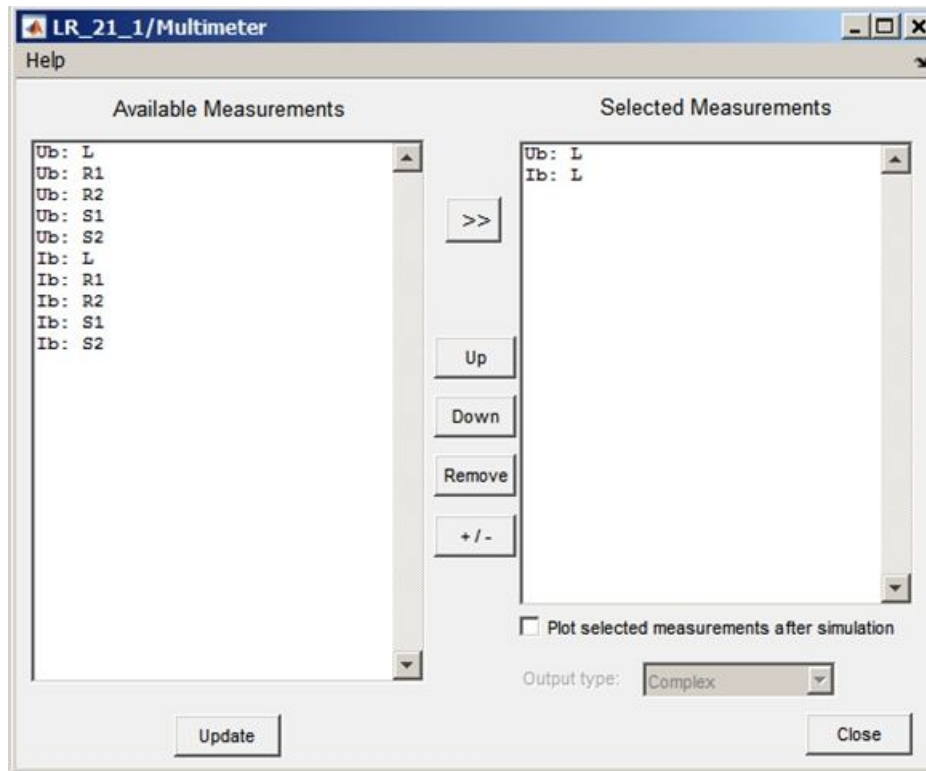 LR_21_1/Multimeter
Help
Available Measurements
Ub: L
Ub: R1
Ub: R2
Ub: S1
Ub: S2
Ib: L
Ib: R1
Ib: R2
Ib: S1
Ib: S2
Update
>>
Up
Down
Remove
+/-
Selected Measurements
Ub: L
Ib: L
Plot selected measurements after simulation
Output type: Complex
Close